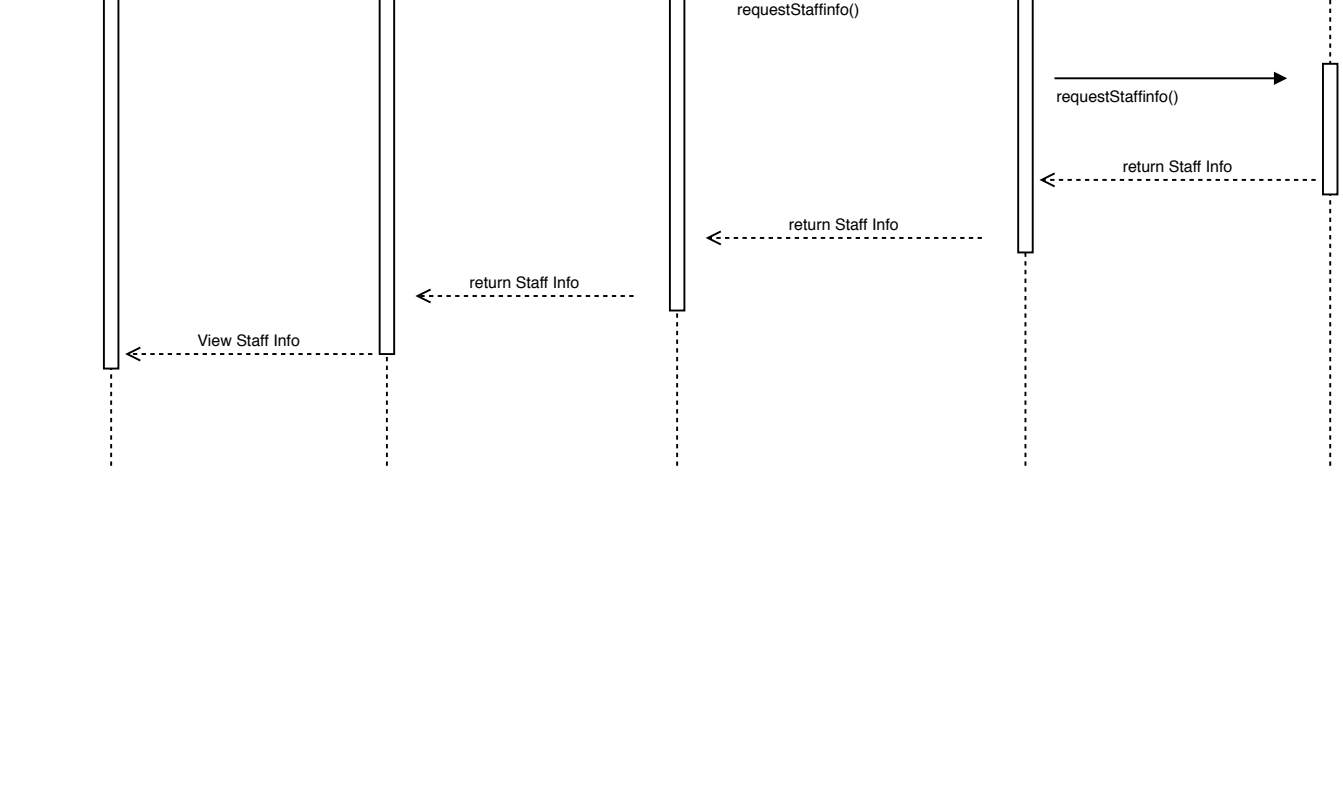 requestStaffinfo()
requestStaffinfo()
return Staff Info
return Staff Info
return Staff Info
View Staff Info